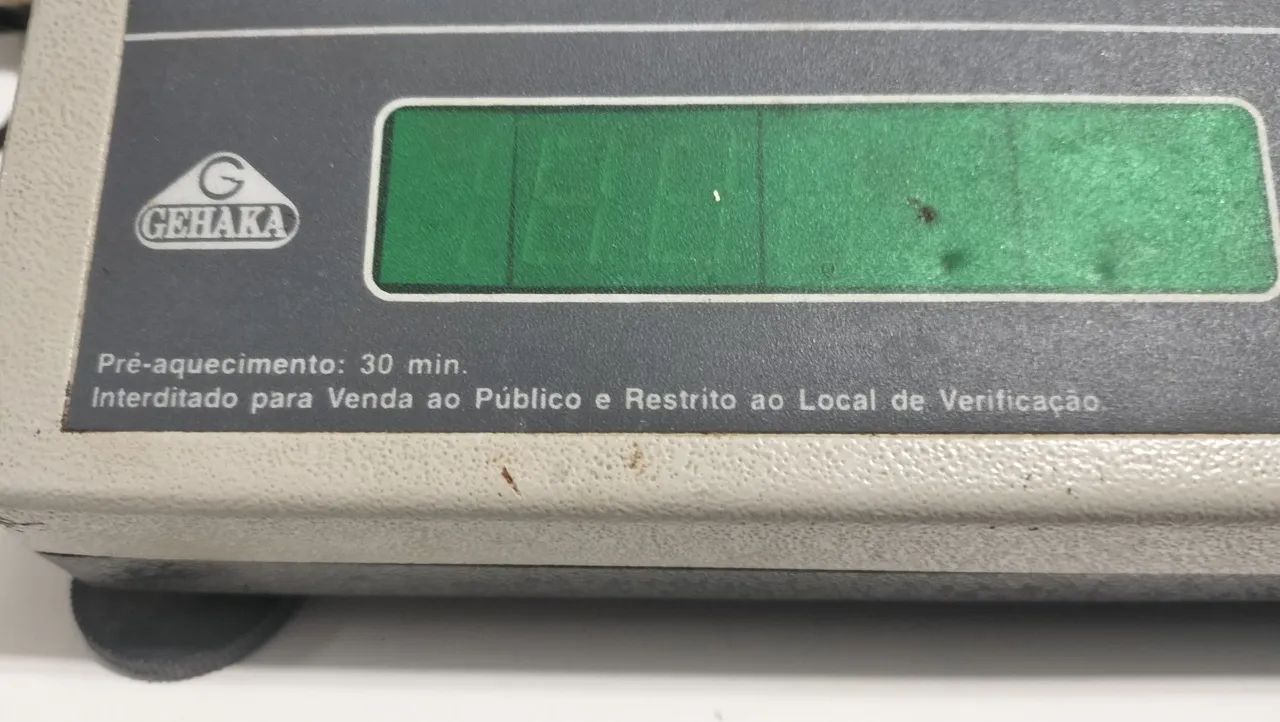 G
GEHAKA
Pré-aquecimento: 30 min.
Interditado para Venda ao Público e Restrito ao Local de Verificação